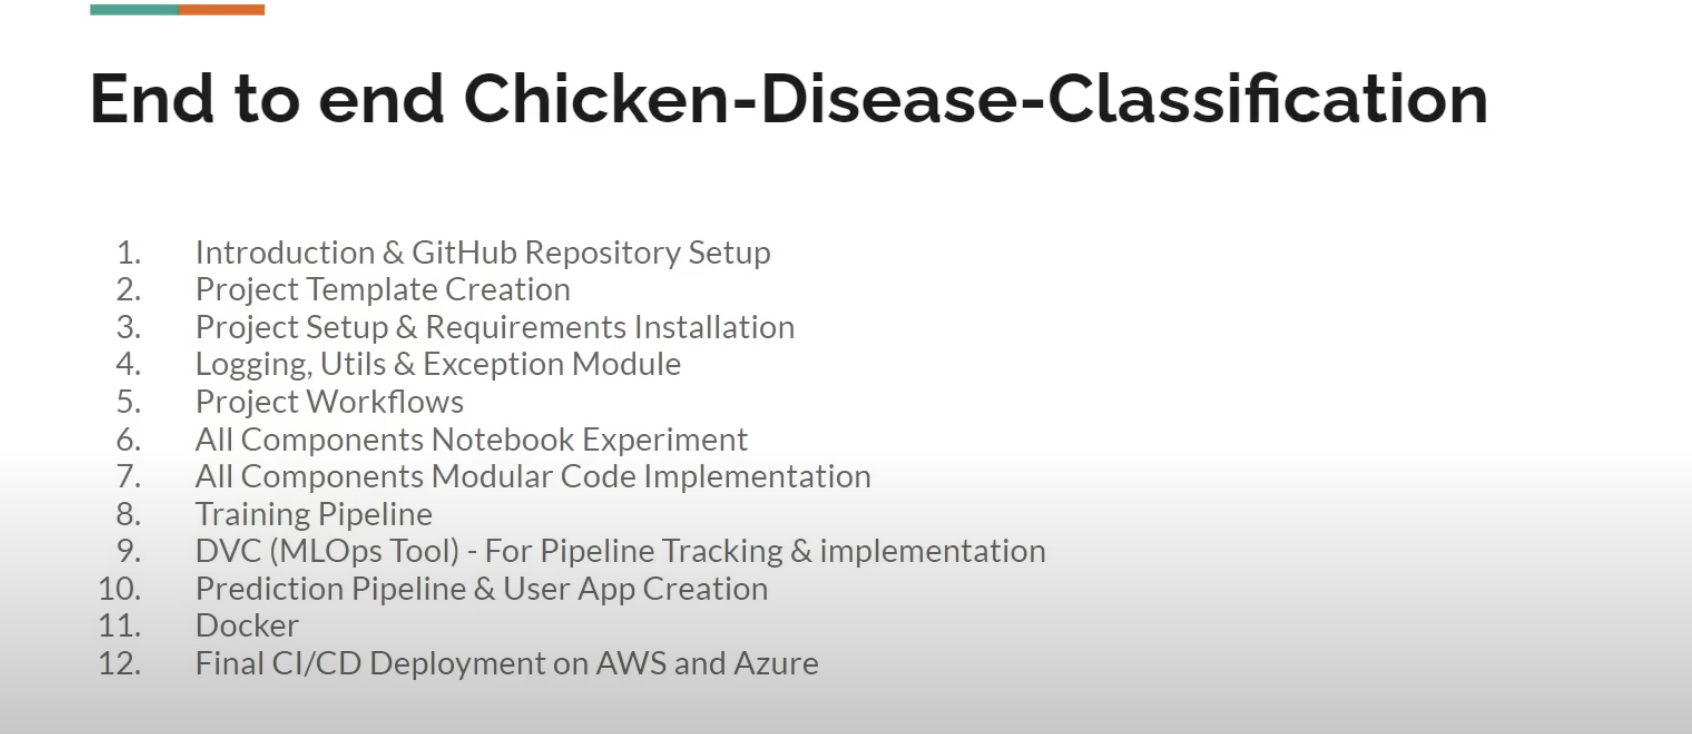 End to end Chicken-Disease-Classification
1. Introduction & GitHub Repository Setup
2. Project Template Creation
3. Project Setup & Requirements Installation
4. Logging, Utils & Exception Module
5. Project Workflows
6. All Components Notebook Experiment
7. All Components Modular Code Implementation
8. Training Pipeline
9. DVC (MLOps Tool) - For Pipeline Tracking & implementation
10. Prediction Pipeline & User App Creation
11. Docker
12. Final CI/CD Deployment on AWS and Azure